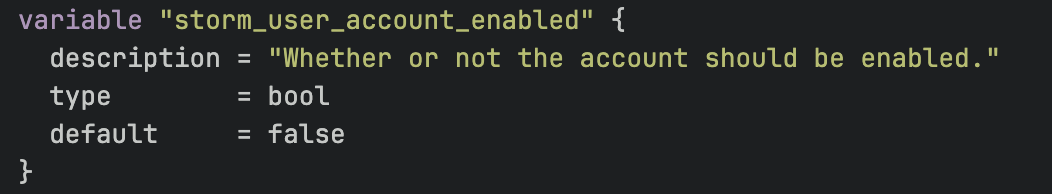 variable "storm_user_account_enabled" {
  description = "Whether or not the account should be enabled."
  type        = bool
  default     = false
}